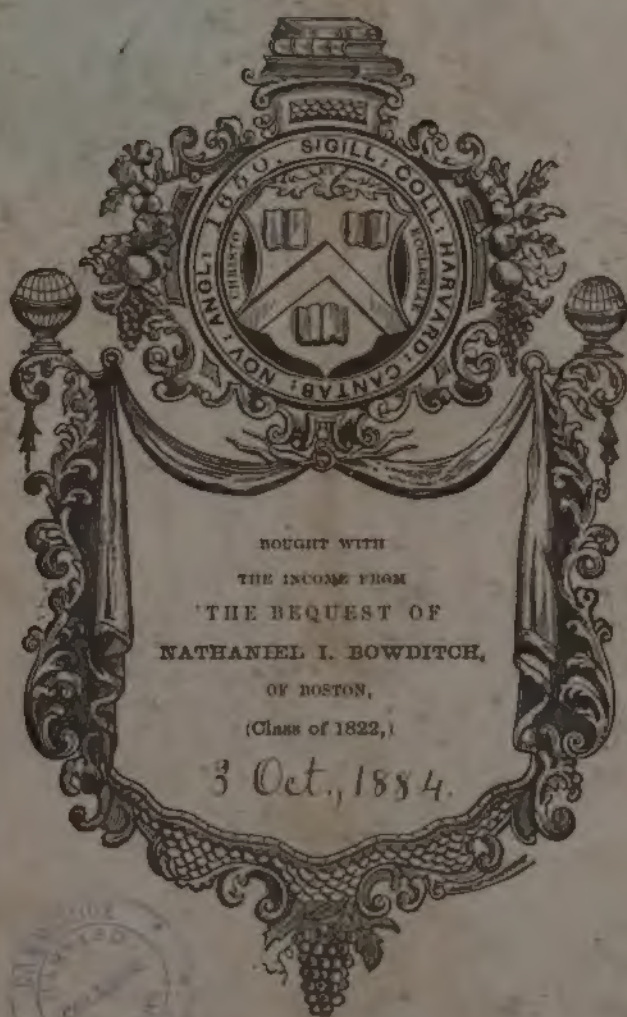 SIGILL: COLL: HARVARD: CANTAB: NOV: ANGL: 1650.
CHRISTO
ET
ECCLESIAE
BOUGHT WITH
THE INCOME FROM
THE BEQUEST OF
NATHANIEL I. BOWDITCH,
OF BOSTON,
(Class of 1822,)
3 Oct., 1884.